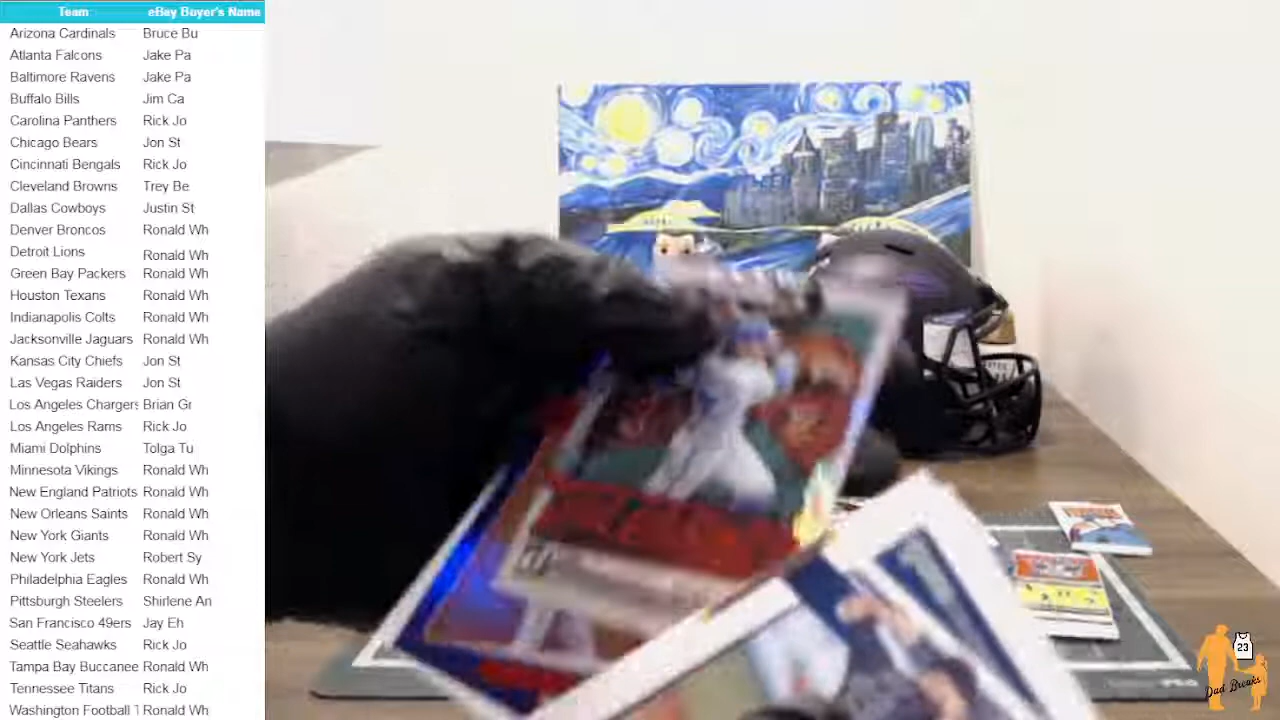 Team eBay Buyer's Name
Arizona Cardinals Bruce Bu
Atlanta Falcons Jake Pa
Baltimore Ravens Jake Pa
Buffalo Bills Jim Ca
Carolina Panthers Rick Jo
Chicago Bears Jon St
Cincinnati Bengals Rick Jo
Cleveland Browns Trey Be
Dallas Cowboys Justin St
Denver Broncos Ronald Wh
Detroit Lions Ronald Wh
Green Bay Packers Ronald Wh
Houston Texans Ronald Wh
Indianapolis Colts Ronald Wh
Jacksonville Jaguars Ronald Wh
Kansas City Chiefs Jon St
Las Vegas Raiders Jon St
Los Angeles Chargers Brian Gr
Los Angeles Rams Rick Jo
Miami Dolphins Tolga Tu
Minnesota Vikings Ronald Wh
New England Patriots Ronald Wh
New Orleans Saints Ronald Wh
New York Giants Ronald Wh
New York Jets Robert Sy
Philadelphia Eagles Ronald Wh
Pittsburgh Steelers Shirlene An
San Francisco 49ers Jay Eh
Seattle Seahawks Rick Jo
Tampa Bay Buccanee Ronald Wh
Tennessee Titans Rick Jo
Washington Football T Ronald Wh
23
Dad Breaks